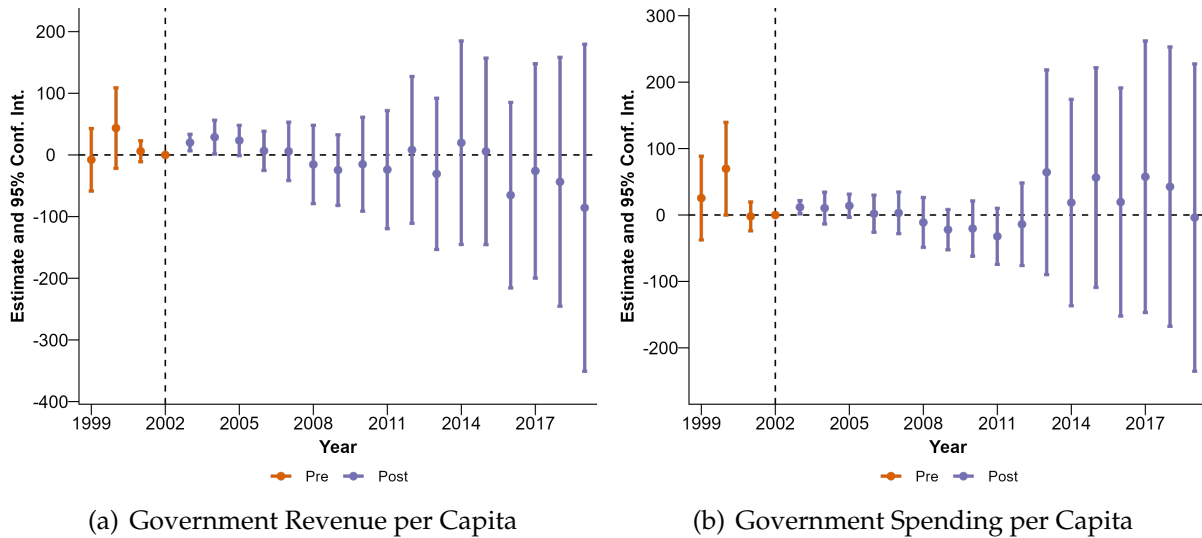 Estimate and 95% Conf. Int.
200
100
0
-100
-200
-300
-400
1999 2002 2005 2008 2011 2014 2017
Year
Pre Post
(a) Government Revenue per Capita
Estimate and 95% Conf. Int.
300
200
100
0
-100
-200
1999 2002 2005 2008 2011 2014 2017
Year
Pre Post
(b) Government Spending per Capita